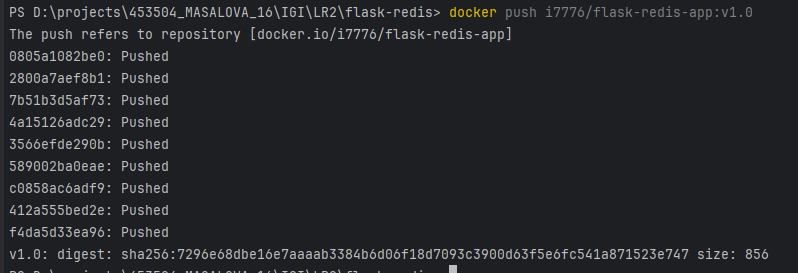 PS D:\projects\453504_MASALOVA_16\IGI\LR2\flask-redis> docker push i7776/flask-redis-app:v1.0
The push refers to repository [docker.io/i7776/flask-redis-app]
0805a1082be0: Pushed
2800a7aef8b1: Pushed
7b51b3d5af73: Pushed
4a15126adc29: Pushed
3566efde290b: Pushed
589002ba0eae: Pushed
c0858ac6adf9: Pushed
412a555bed2e: Pushed
f4da5d33ea96: Pushed
v1.0: digest: sha256:7296e68dbe16e7aaaab3384b6d06f18d7093c3900d63f5e6fc541a871523e747 size: 856